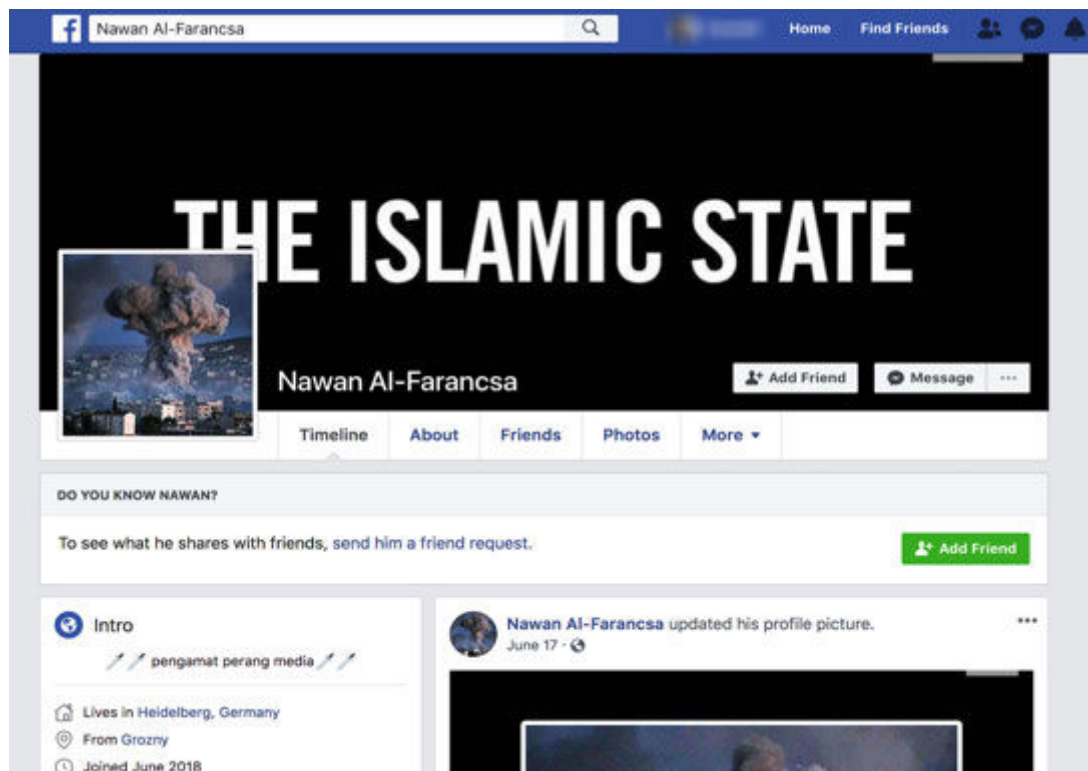 Nawan Al-Farancsa
Home
Find Friends
THE ISLAMIC STATE
Nawan Al-Farancsa
Add Friend
Message
Timeline
About
Friends
Photos
More
DO YOU KNOW NAWAN?
To see what he shares with friends, send him a friend request.
Add Friend
Intro
pengamat perang media
Lives in Heidelberg, Germany
From Grozny
Joined June 2018
Nawan Al-Farancsa updated his profile picture.
June 17